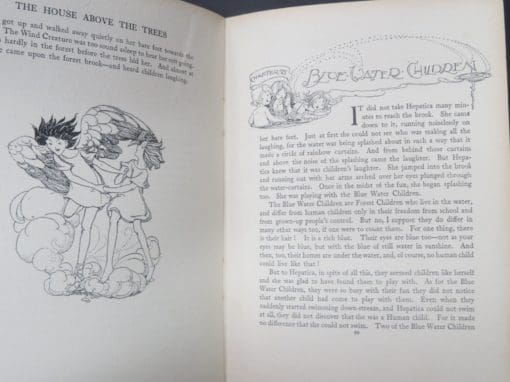 THE HOUSE ABOVE THE TREES
got up and walked quietly on her bare feet towards the
The Wind Creature was too sound asleep to hear her soft going.
hardly in the forest before the trees hid her. And almost at
came upon the forest brook—and heard children laughing.
CHAPTER
BLUE WATER CHILDREN
IT did not take Hepatica many min-
utes to reach the brook. She came
down to it, running noiselessly on
her bare feet. Just at first she could not see who was making all the
laughing, for the water was being splashed about in such a way that it
made a circle of rainbow curtains. And from behind those curtains
and above the noise of the splashing came the laughter. But Hepa-
tica knew that it was children's laughter. She jumped into the brook
and running out with her arms arched over her eyes plunged through
the water-curtains. Once in the midst of the fun, she began splashing
too. She was playing with the Blue Water Children.
The Blue Water Children are Forest Children who live in the water,
and differ from human children only in their freedom from school and
from grown-up people's control. But no, I suppose they do differ in
many other ways too, if one were to count them. For one thing, there
is their hair! It is a rich blue. Their eyes are blue too—not as your
eyes may be blue, but with the blue of still water in sunshine. And
then, too, their homes are under the water, and, of course, no human child
could live like that!
But to Hepatica, in spite of all this, they seemed children like herself
and she was glad to have found them to play with. As for the Blue
Water Children, they were so busy with their fun they did not notice
that another child had come to play with them. Even when they
suddenly started swimming down-stream, and Hepatica could not swim
at all, they did not discover that she was a Human child. For it made
no difference that she could not swim. Two of the Blue Water Children